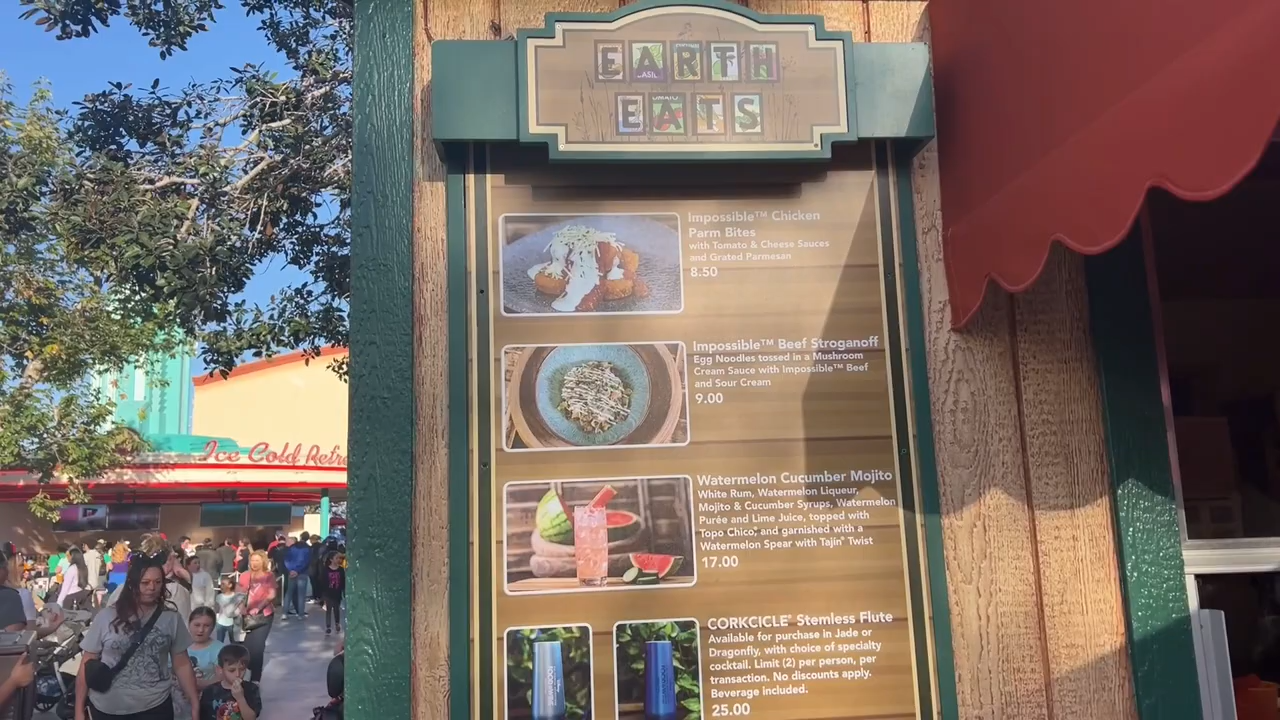 EARTH
EATS
Impossible™ Chicken
Parm Bites
with Tomato & Cheese Sauces
and Grated Parmesan
8.50
Impossible™ Beef Stroganoff
Egg Noodles tossed in a Mushroom
Cream Sauce with Impossible™ Beef
and Sour Cream
9.00
Watermelon Cucumber Mojito
White Rum, Watermelon Liqueur,
Mojito & Cucumber Syrups, Watermelon
Purée and Lime Juice, topped with
Topo Chico®, and garnished with a
Watermelon Spear with Tajín® Twist
17.00
CORKCICLE® Stemless Flute
Available for purchase in Jade or
Dragonfly, with choice of specialty
cocktail. Limit (2) per person, per
transaction. No discounts apply.
Beverage included.
25.00
Ice Cold Refre